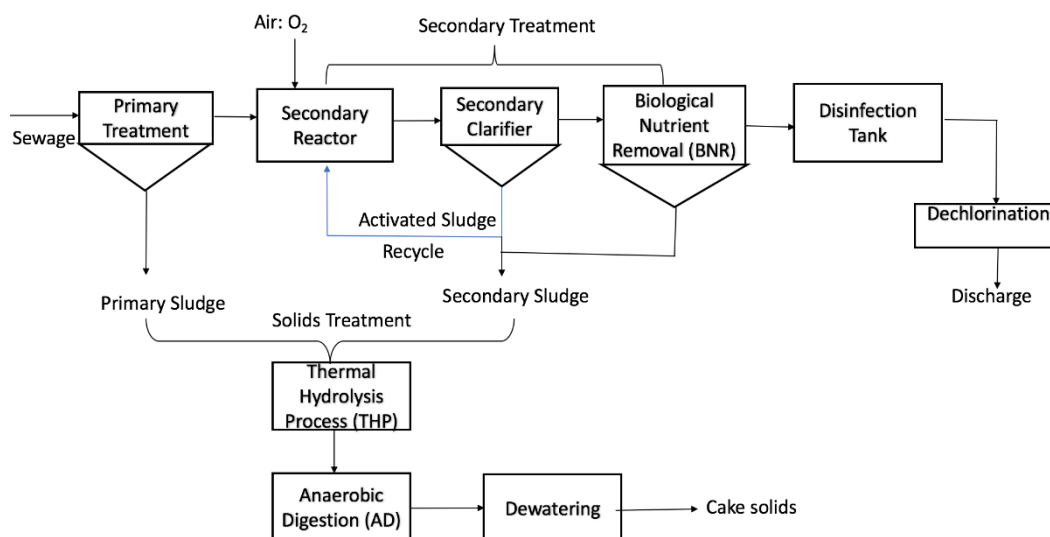 Air: O₂
Secondary Treatment
Sewage
Primary
Treatment
Secondary
Reactor
Secondary
Clarifier
Biological
Nutrient
Removal (BNR)
Disinfection
Tank
Activated Sludge
Recycle
Dechlorination
Primary Sludge
Secondary Sludge
Discharge
Solids Treatment
Thermal
Hydrolysis
Process (THP)
Anaerobic
Digestion (AD)
Dewatering
Cake solids